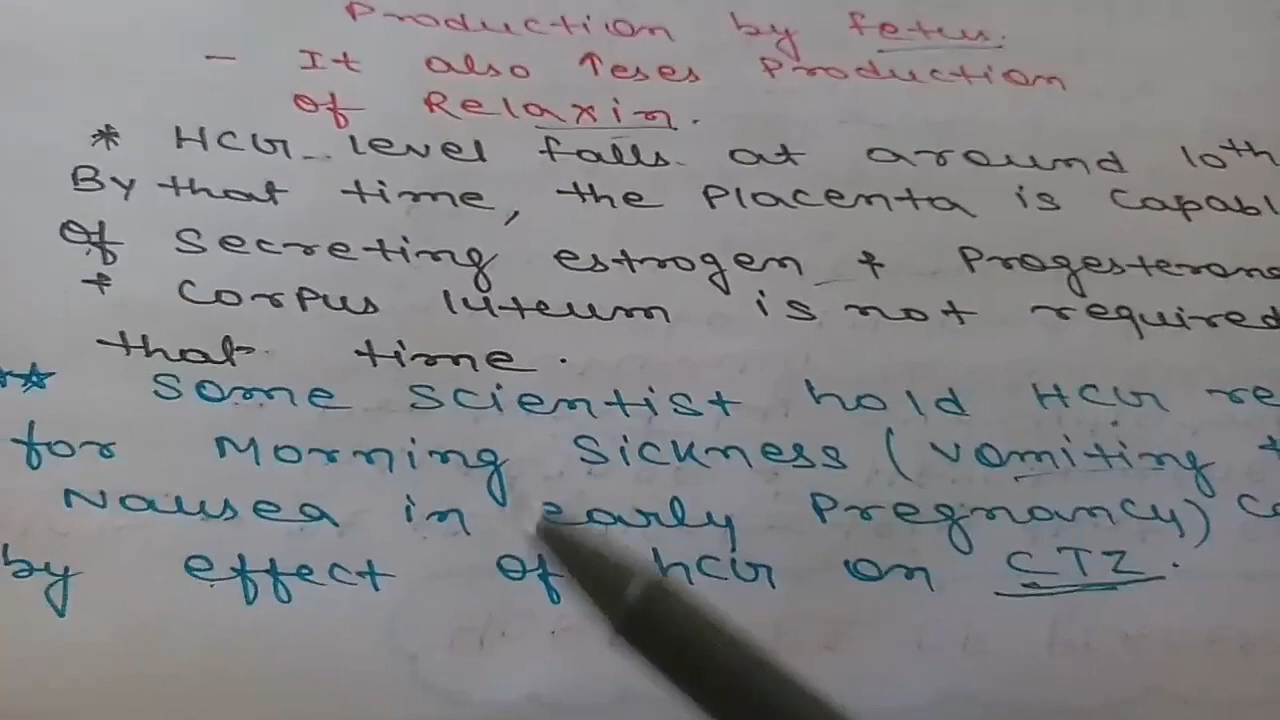 Production by fetus.
- It also ↑eses Production
of Relaxin.
* HCG level falls at around 10th
By that time, the Placenta is capabl
of secreting estrogen + Progesteron
+ corpus luteum is not required
that time.
** Some Scientist hold HCG re
for Morning Sickness (vomiting +
Nausea in early Pregnancy) c
by effect of hCG on CTZ.